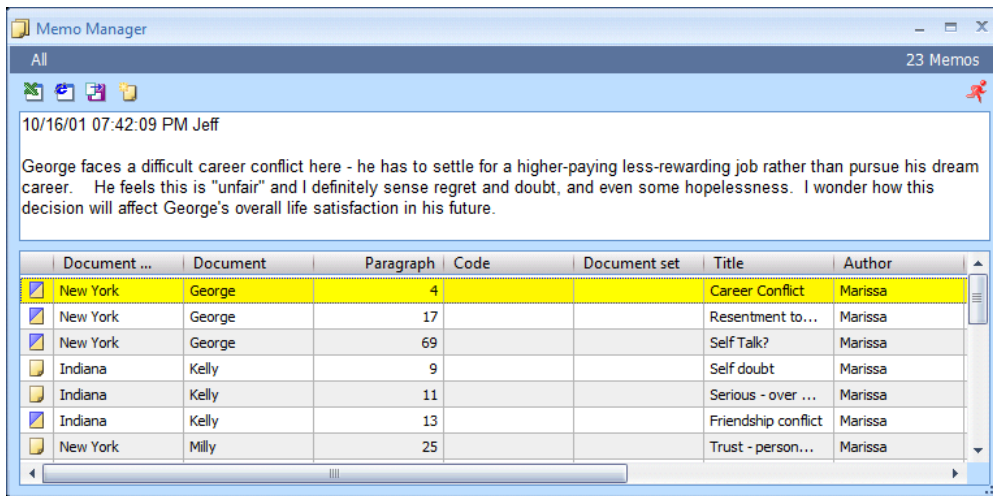 Memo Manager
All 23 Memos
10/16/01 07:42:09 PM Jeff
George faces a difficult career conflict here - he has to settle for a higher-paying less-rewarding job rather than pursue his dream
career. He feels this is "unfair" and I definitely sense regret and doubt, and even some hopelessness. I wonder how this
decision will affect George's overall life satisfaction in his future.
Document ... Document Paragraph Code Document set Title Author
New York George 4 Career Conflict Marissa
New York George 17 Resentment to... Marissa
New York George 69 Self Talk? Marissa
Indiana Kelly 9 Self doubt Marissa
Indiana Kelly 11 Serious - over ... Marissa
Indiana Kelly 13 Friendship conflict Marissa
New York Milly 25 Trust - person... Marissa